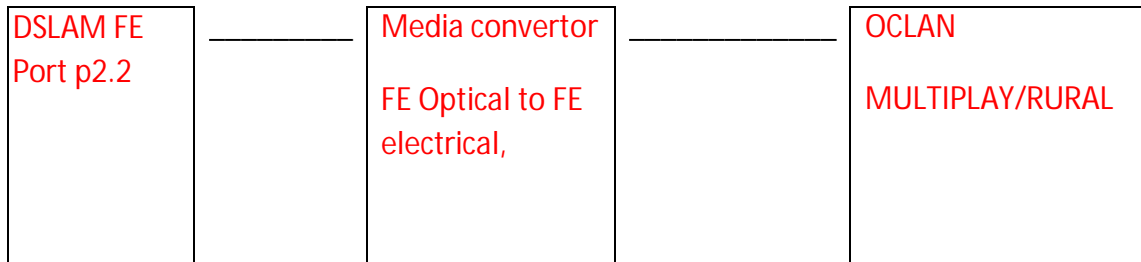 DSLAM FE
Port p2.2
Media convertor
FE Optical to FE
electrical,
OCLAN
MULTIPLAY/RURAL